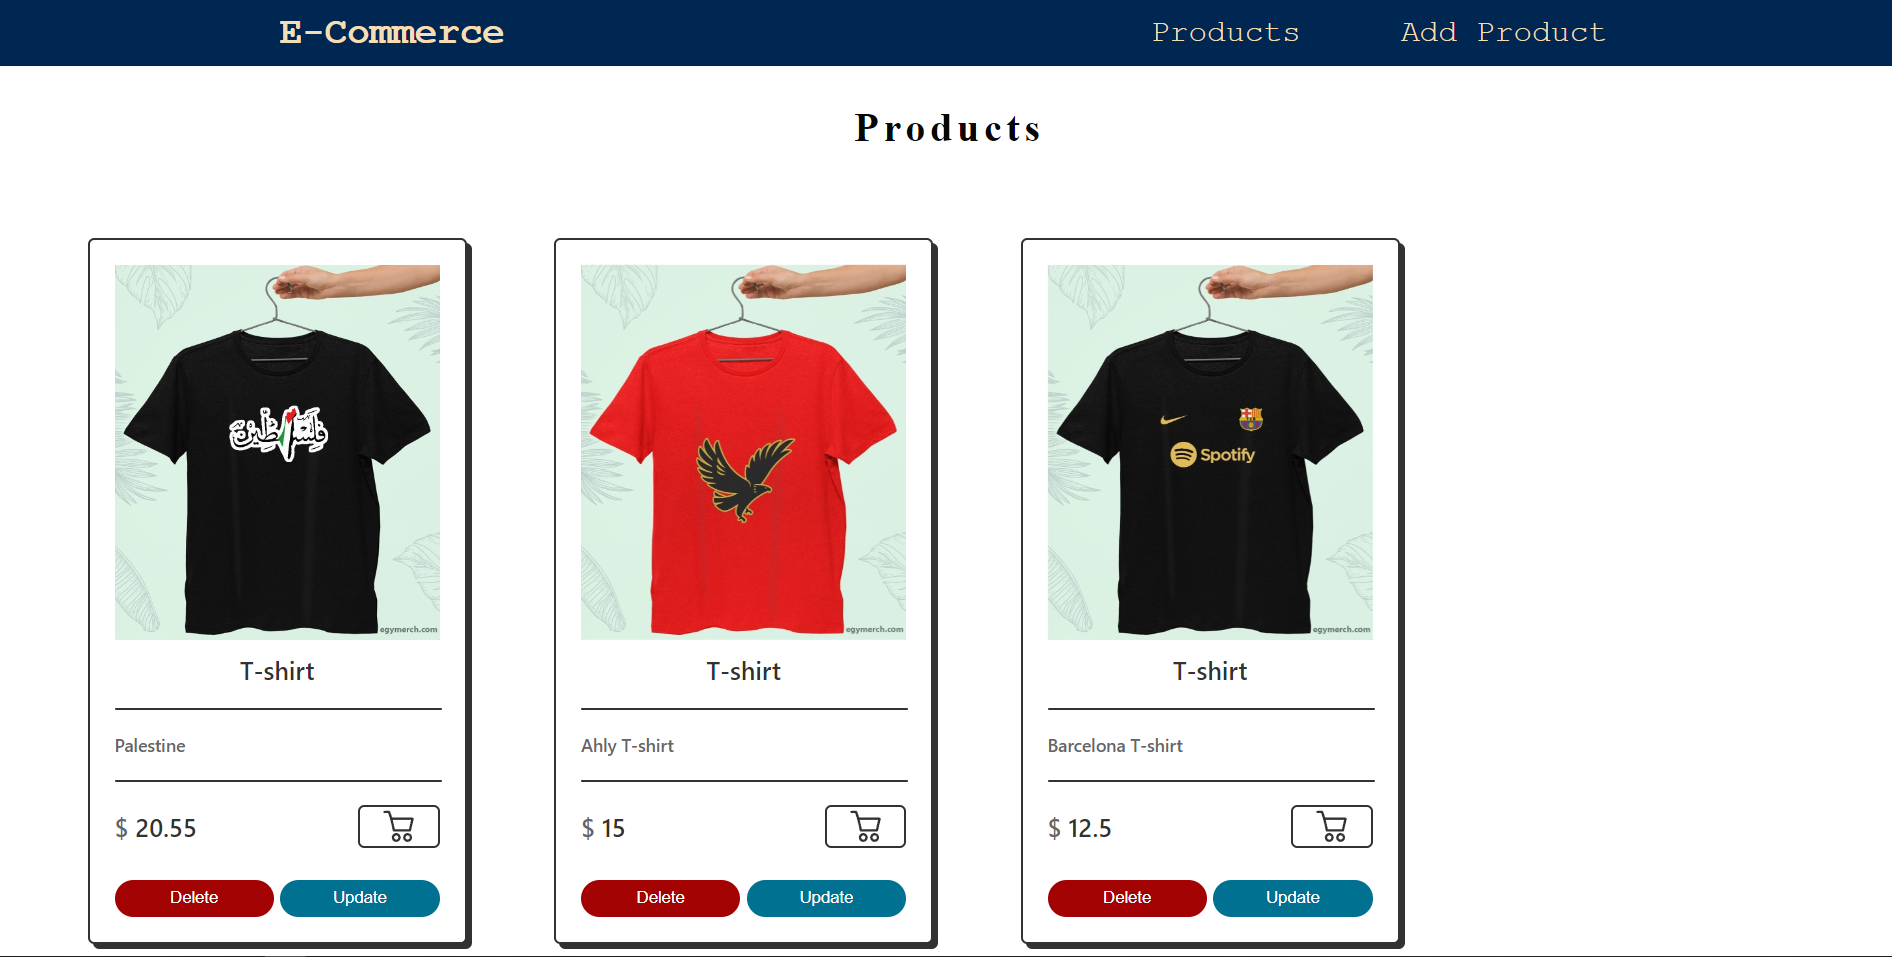 E-Commerce
Products
Add Product
Products
فلسطين
egymerch.com
T-shirt
Palestine
$ 20.55
Delete
Update
egymerch.com
T-shirt
Ahly T-shirt
$ 15
Delete
Update
Spotify
egymerch.com
T-shirt
Barcelona T-shirt
$ 12.5
Delete
Update